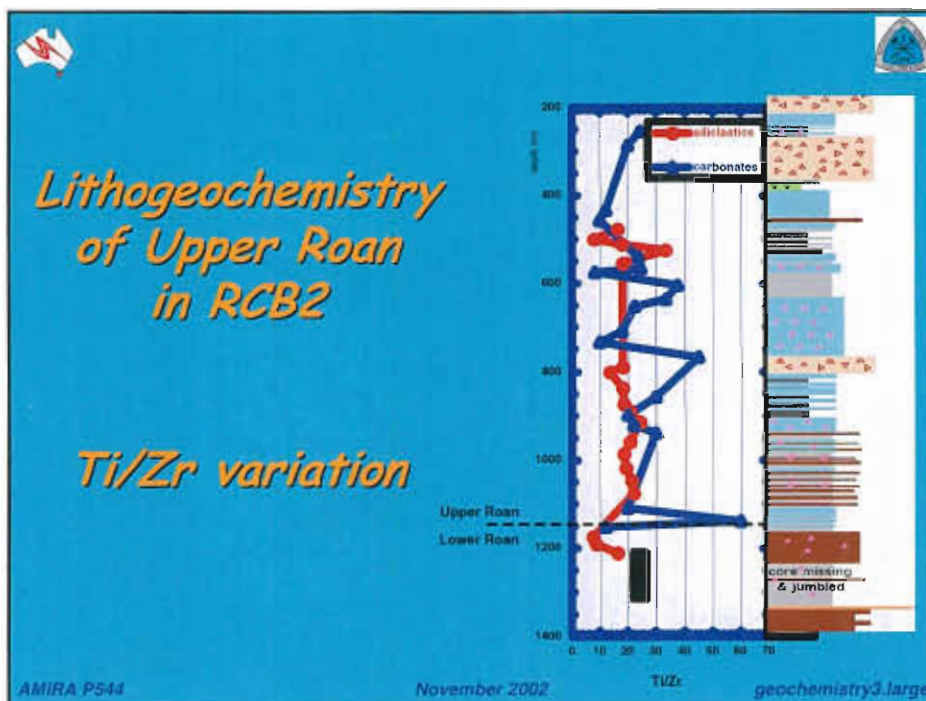 Lithogeochemistry
of Upper Roan
in RCB2
Ti/Zr variation
siliclastics
carbonates
200
400
600
800
1000
1200
1400
Upper Roan
Lower Roan
core missing
& jumbled
0 10 20 30 40 50 60 70
Ti/Zr
AMIRA P544 November 2002 geochemistry3.large